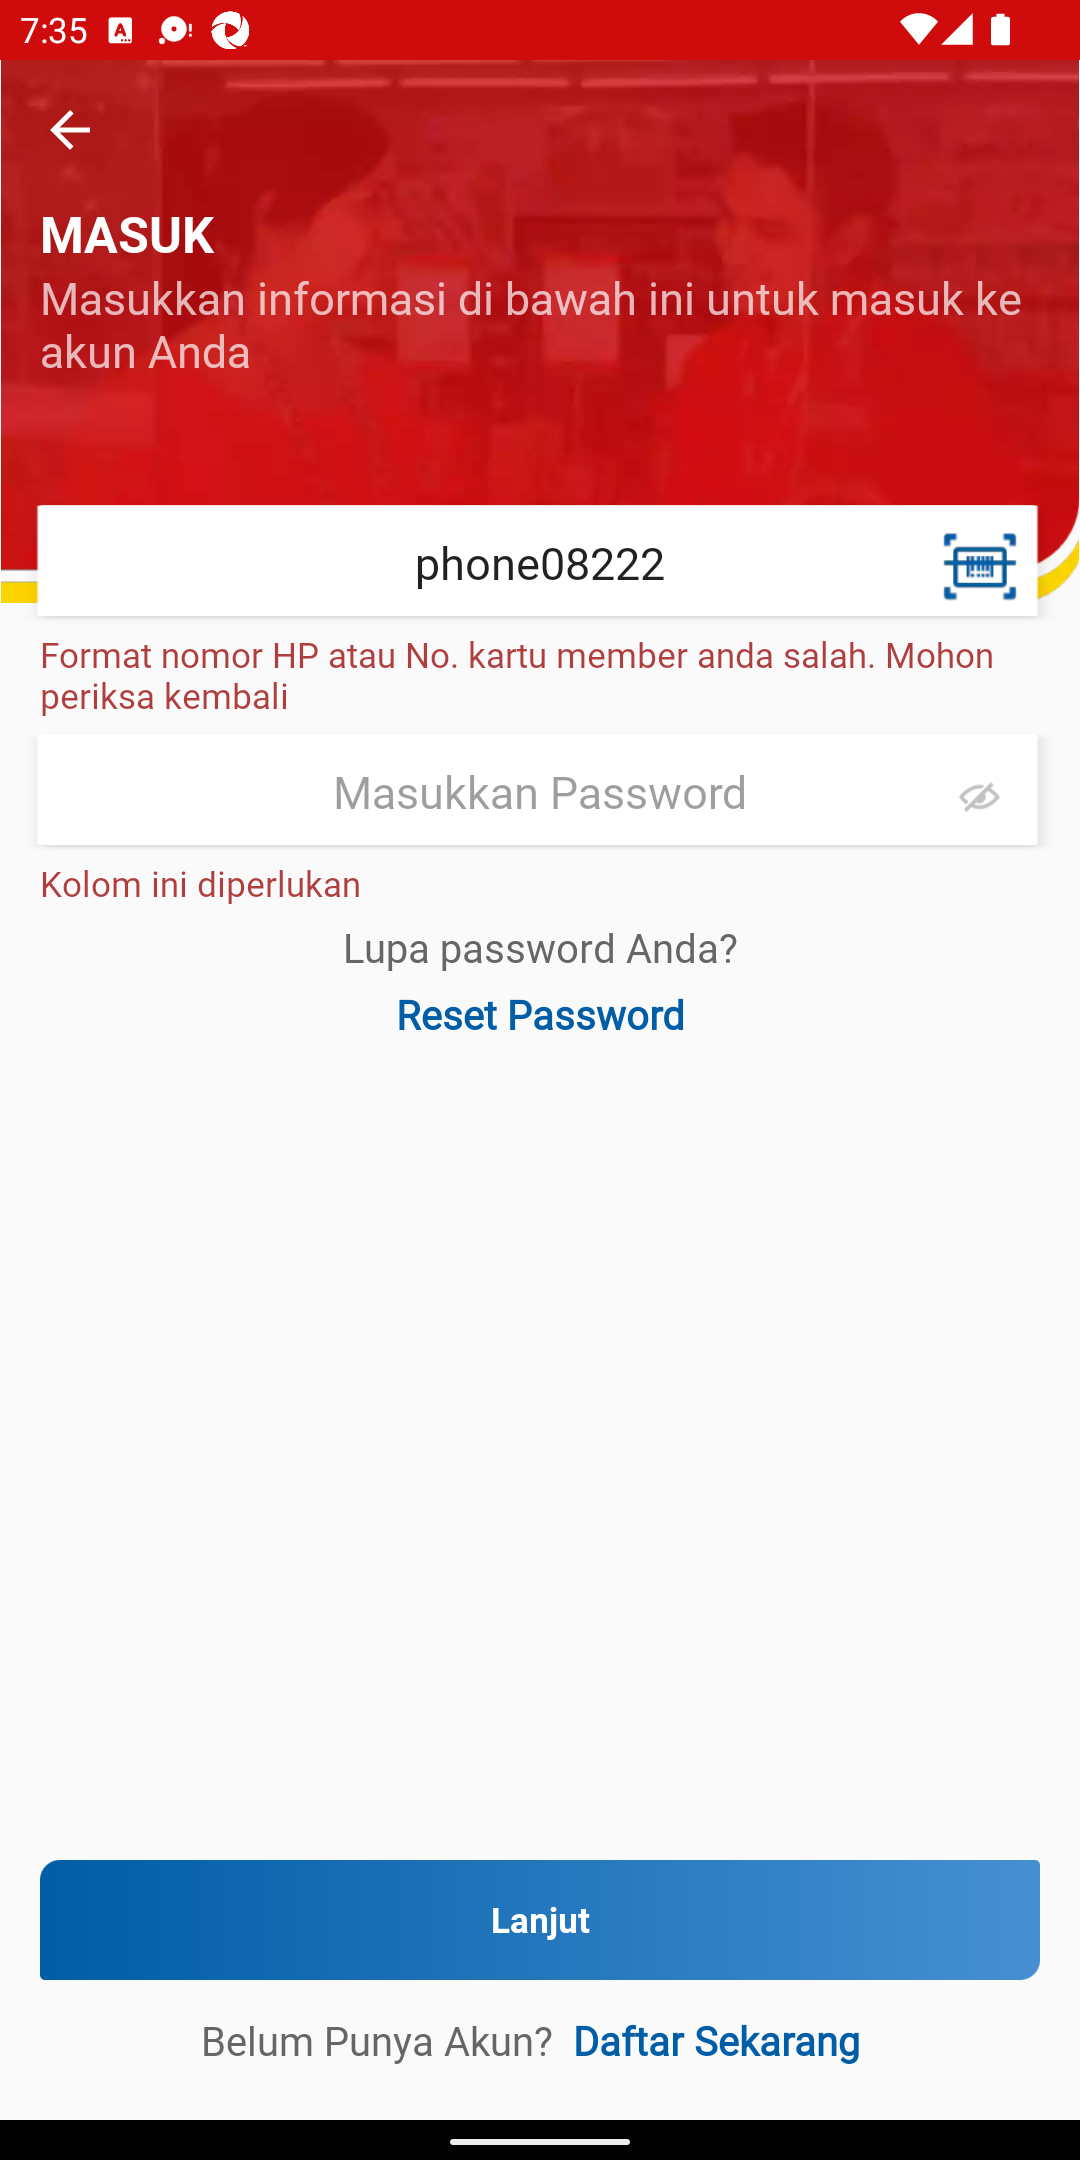 7:35
MASUK
Masukkan informasi di bawah ini untuk masuk ke
akun Anda
phone08222
Format nomor HP atau No. kartu member anda salah. Mohon
periksa kembali
Masukkan Password
Kolom ini diperlukan
Lupa password Anda?
Reset Password
Lanjut
Belum Punya Akun? Daftar Sekarang